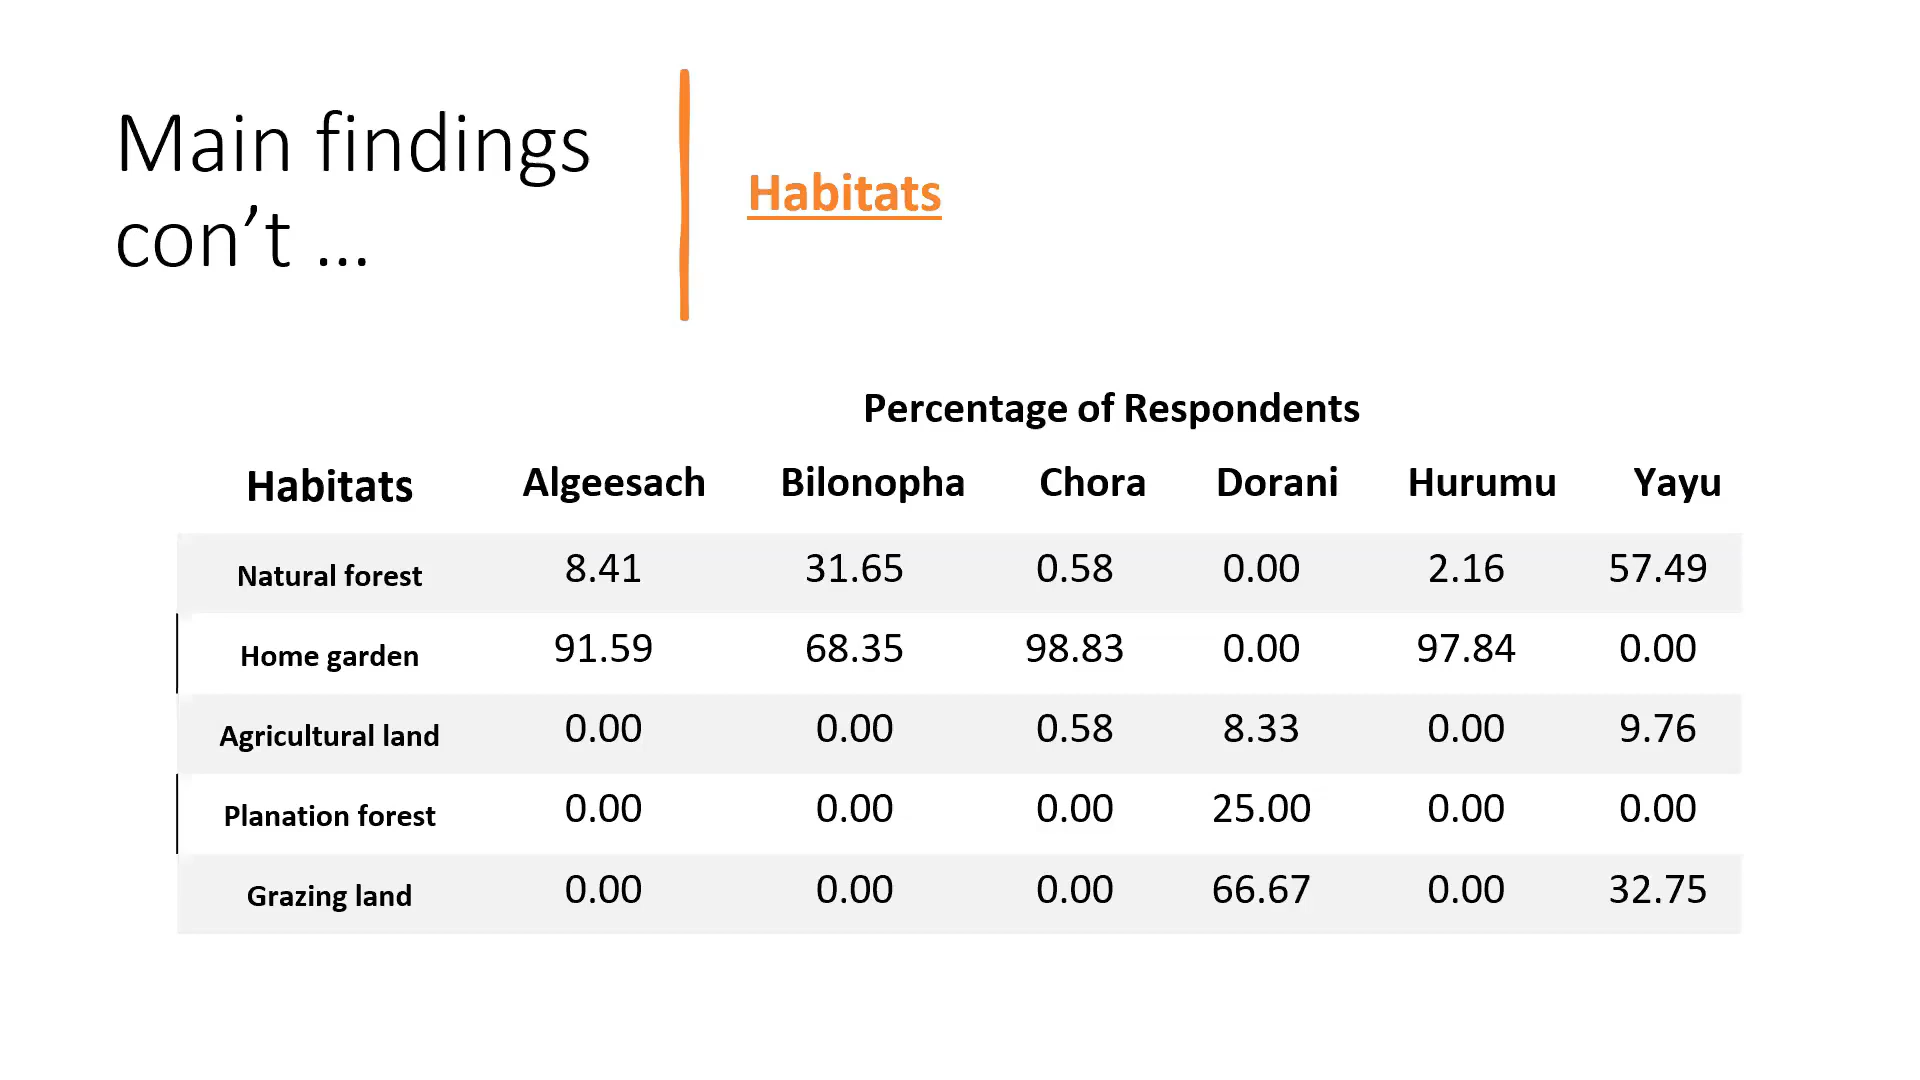 Main findings
con’t ...
Habitats
Percentage of Respondents
Habitats Algeesach Bilonopha Chora Dorani Hurumu Yayu
Natural forest 8.41 31.65 0.58 0.00 2.16 57.49
Home garden 91.59 68.35 98.83 0.00 97.84 0.00
Agricultural land 0.00 0.00 0.58 8.33 0.00 9.76
Planation forest 0.00 0.00 0.00 25.00 0.00 0.00
Grazing land 0.00 0.00 0.00 66.67 0.00 32.75